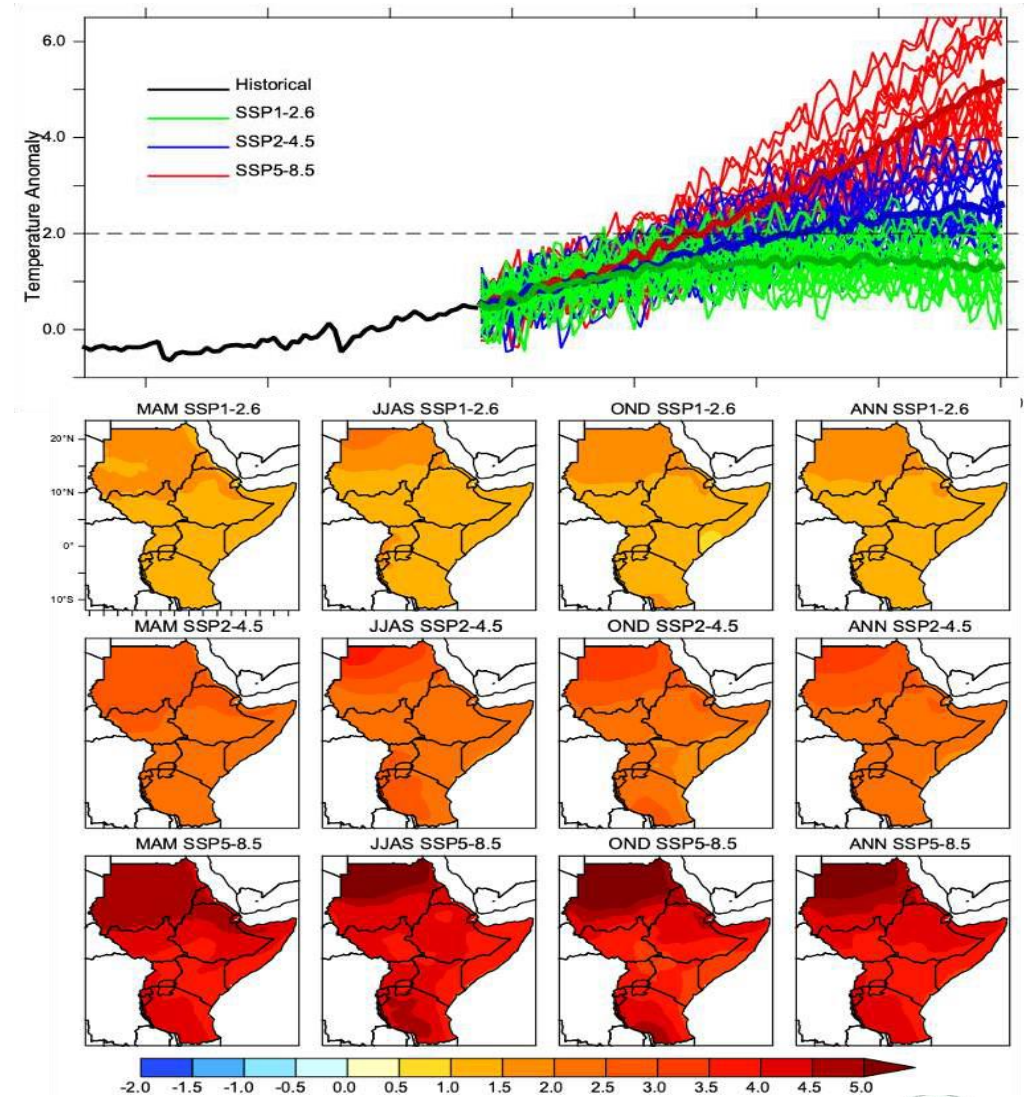 6.0
Historical
SSP1-2.6
SSP2-4.5
4.0
SSP5-8.5
Temperature Anomaly
2.0
0.0
MAM SSP1-2.6 JJAS SSP1-2.6 OND SSP1-2.6 ANN SSP1-2.6
20°N
10°N
0°
10°S
MAM SSP2-4.5 JJAS SSP2-4.5 OND SSP2-4.5 ANN SSP2-4.5
MAM SSP5-8.5 JJAS SSP5-8.5 OND SSP5-8.5 ANN SSP5-8.5
-2.0 -1.5 -1.0 -0.5 0.0 0.5 1.0 1.5 2.0 2.5 3.0 3.5 4.0 4.5 5.0